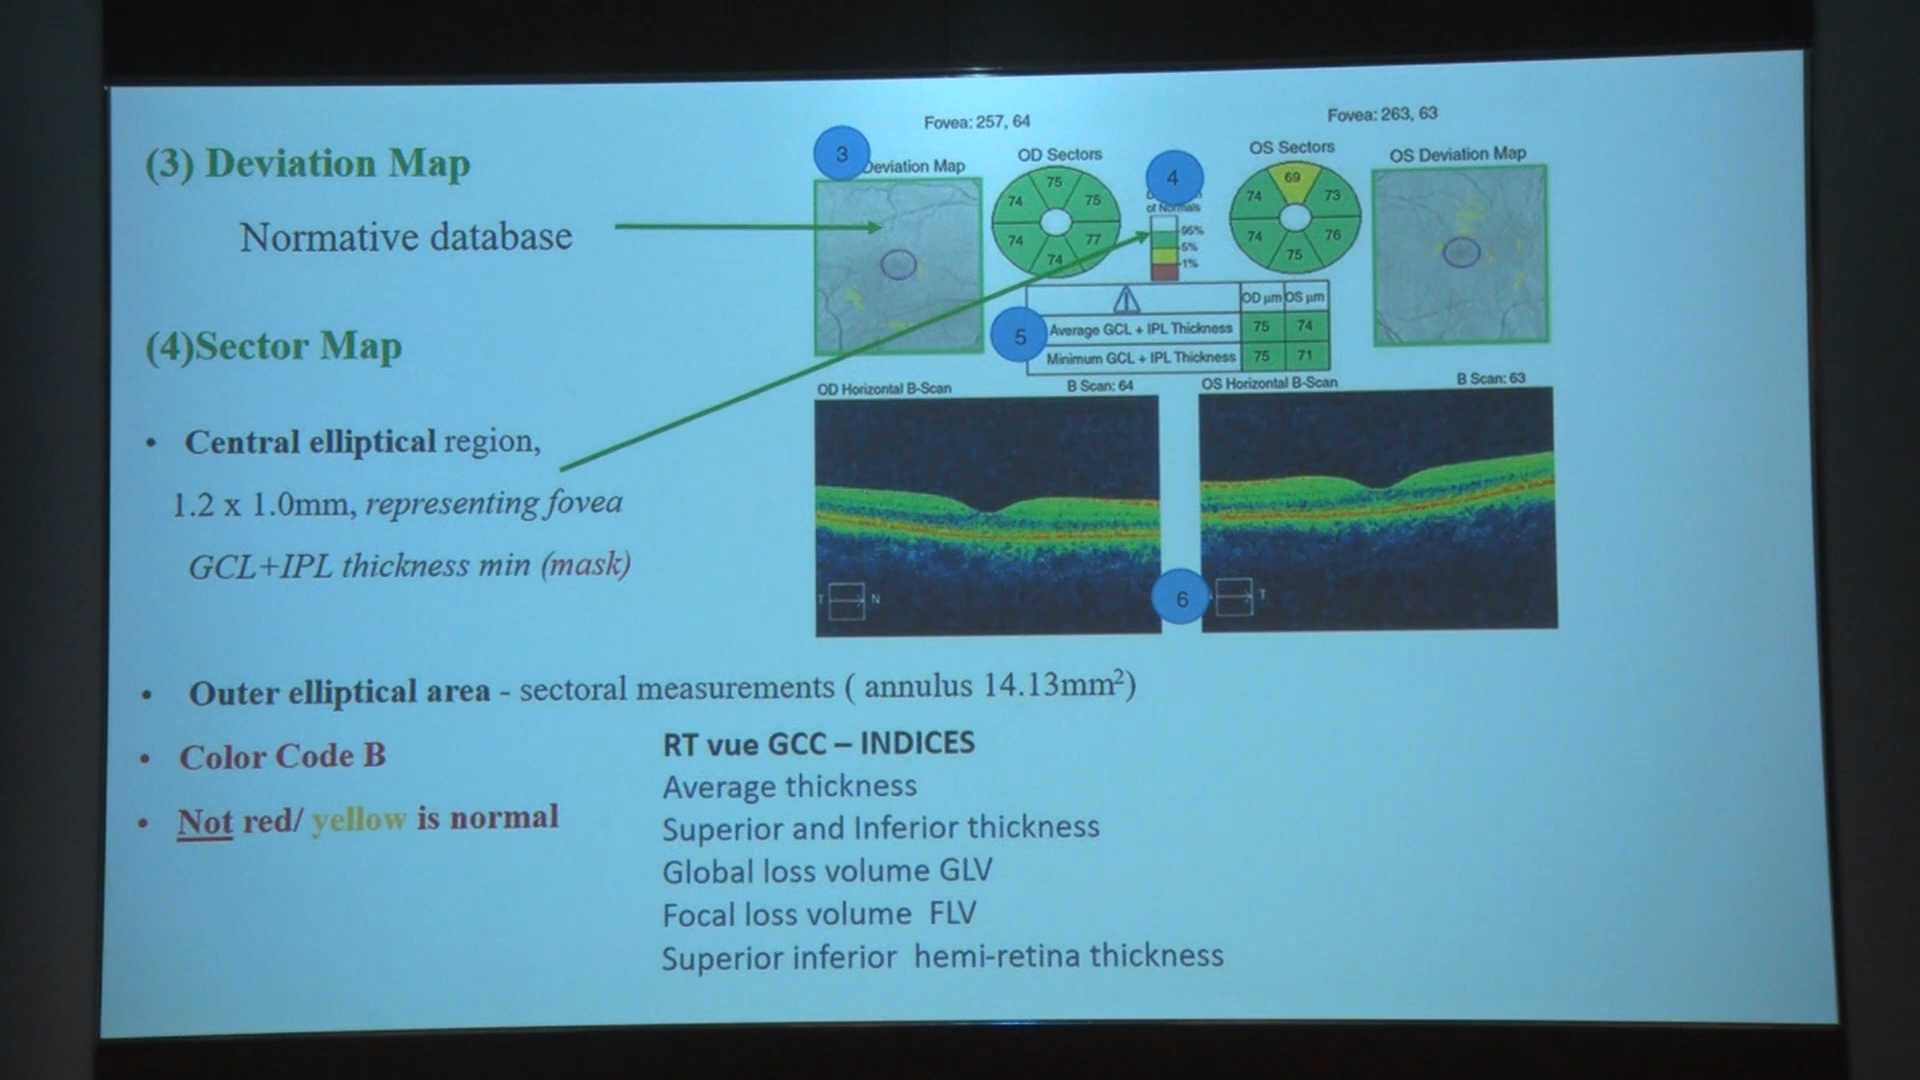 (3) Deviation Map
Normative database
(4)Sector Map
• Central elliptical region,
1.2 x 1.0mm, representing fovea
GCL+IPL thickness min (mask)
• Outer elliptical area - sectoral measurements ( annulus 14.13mm²)
• Color Code B
• Not red/ yellow is normal
RT vue GCC – INDICES
Average thickness
Superior and Inferior thickness
Global loss volume GLV
Focal loss volume FLV
Superior inferior hemi-retina thickness
Fovea: 257, 64
Fovea: 263, 63
3
Deviation Map
OD Sectors
4
OS Sectors
OS Deviation Map
75
74
75
74
77
74
of Normals
95%
5%
1%
69
74
73
74
76
75
5
OD µm OS µm
Average GCL + IPL Thickness 75 74
Minimum GCL + IPL Thickness 75 71
OD Horizontal B-Scan
B Scan: 64
OS Horizontal B-Scan
B Scan: 63
T
N
6
T